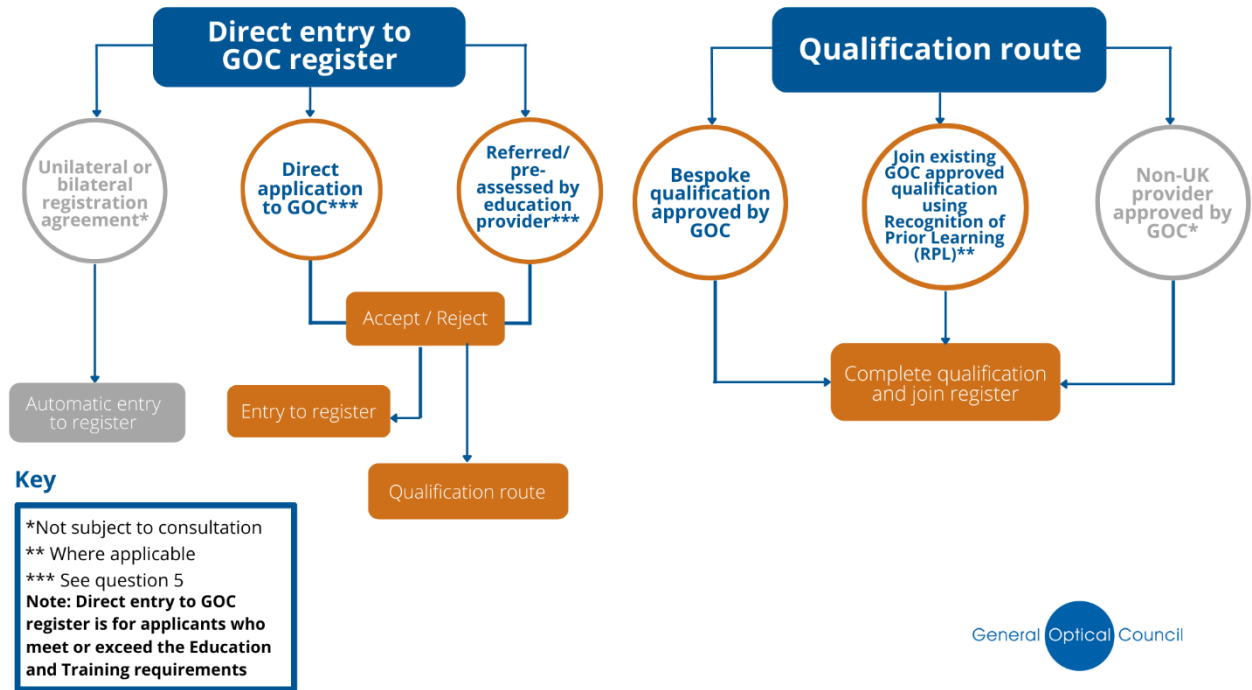 Direct entry to
GOC register
Unilateral or
bilateral
registration
agreement*
Direct
application
to GOC***
Referred/
pre-
assessed by
education
provider***
Accept / Reject
Automatic entry
to register
Entry to register
Qualification route
Qualification route
Bespoke
qualification
approved by
GOC
Join existing
GOC approved
qualification
using
Recognition of
Prior Learning
(RPL)**
Non-UK
provider
approved by
GOC*
Complete qualification
and join register
Key
*Not subject to consultation
** Where applicable
*** See question 5
Note: Direct entry to GOC
register is for applicants who
meet or exceed the Education
and Training requirements
General Optical Council